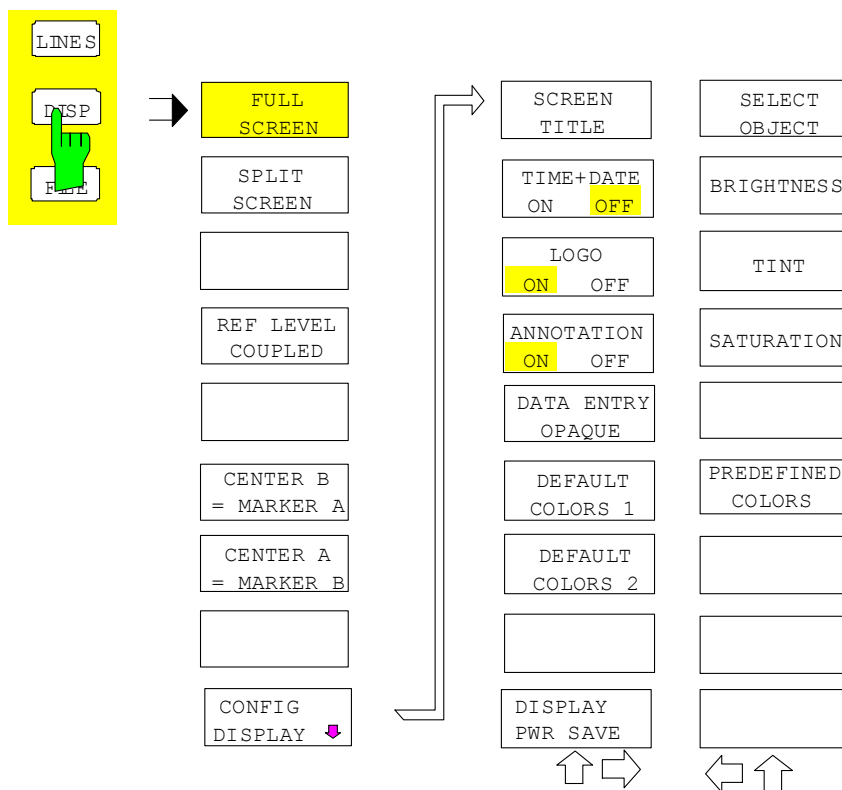 LINES
DISP
FILE
FULL
SCREEN
SPLIT
SCREEN
REF LEVEL
COUPLED
CENTER B
= MARKER A
CENTER A
= MARKER B
CONFIG
DISPLAY
SCREEN
TITLE
TIME+DATE
ON OFF
LOGO
ON OFF
ANNOTATION
ON OFF
DATA ENTRY
OPAQUE
DEFAULT
COLORS 1
DEFAULT
COLORS 2
DISPLAY
PWR SAVE
SELECT
OBJECT
BRIGHTNESS
TINT
SATURATION
PREDEFINED
COLORS